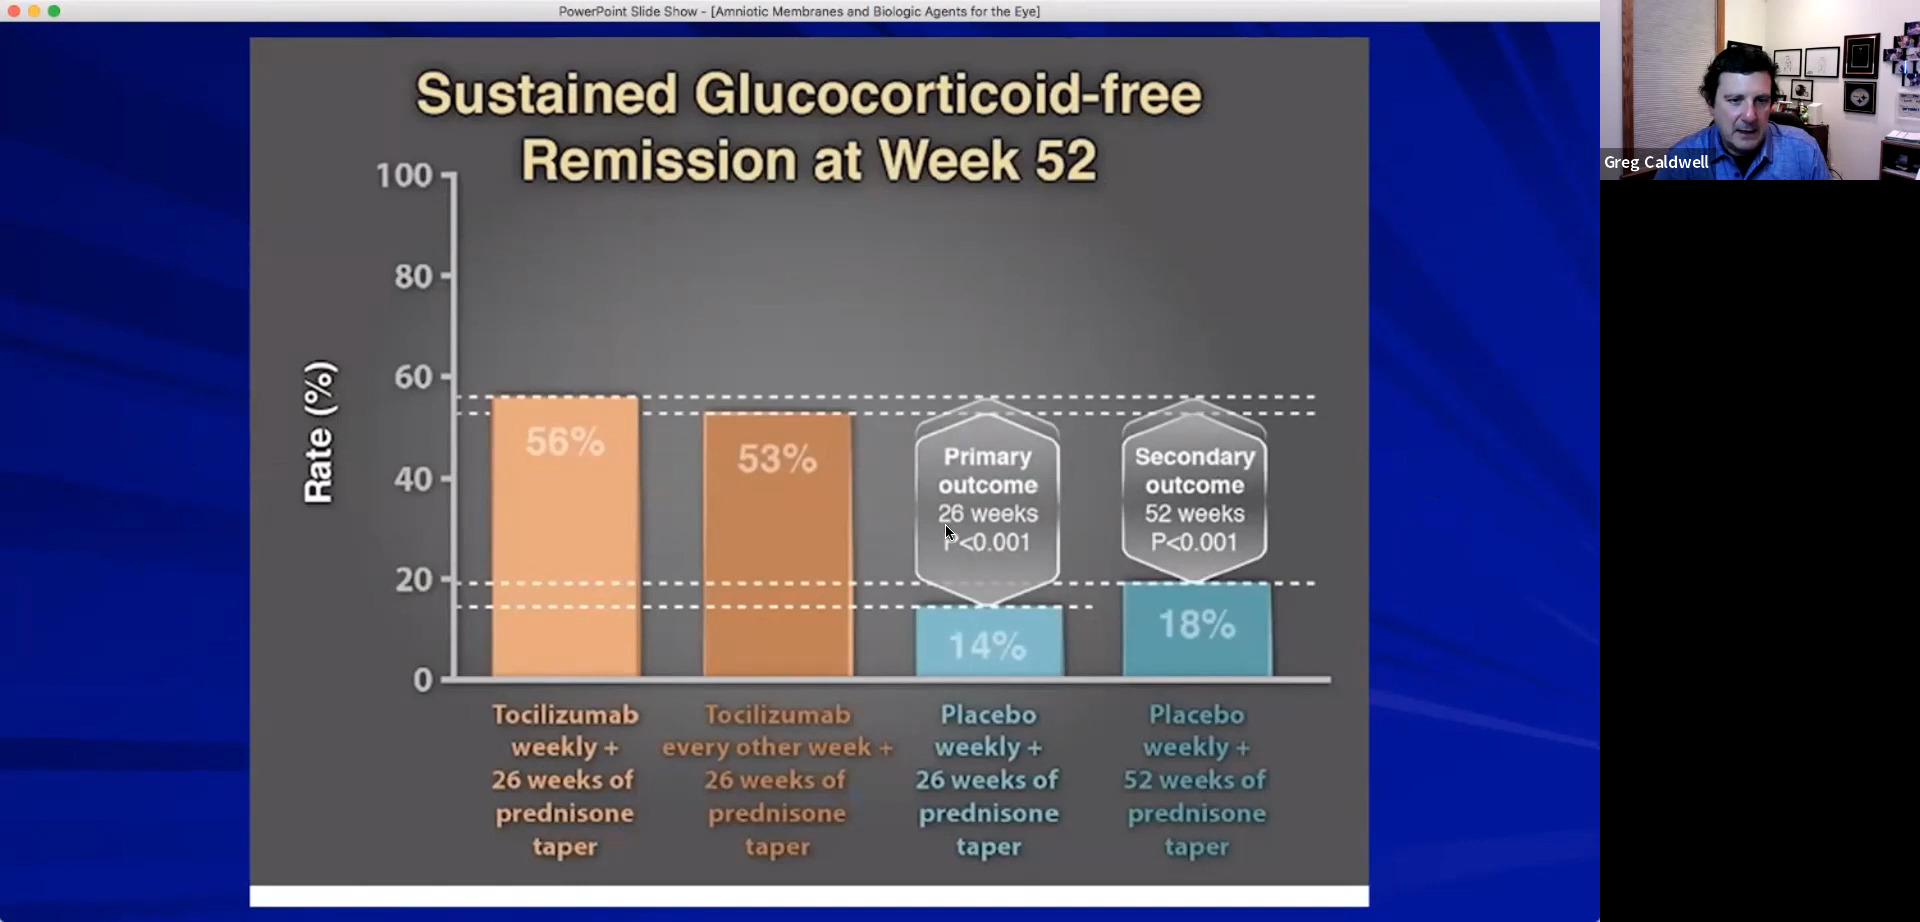 PowerPoint Slide Show - [Amniotic Membranes and Biologic Agents for the Eye]
Sustained Glucocorticoid-free
Remission at Week 52
Rate (%)
100
80
60
40
20
0
56%
53%
Primary
outcome
26 weeks
P<0.001
14%
Secondary
outcome
52 weeks
P<0.001
18%
Tocilizumab
weekly +
26 weeks of
prednisone
taper
Tocilizumab
every other week +
26 weeks of
prednisone
taper
Placebo
weekly +
26 weeks of
prednisone
taper
Placebo
weekly +
52 weeks of
prednisone
taper
Greg Caldwell